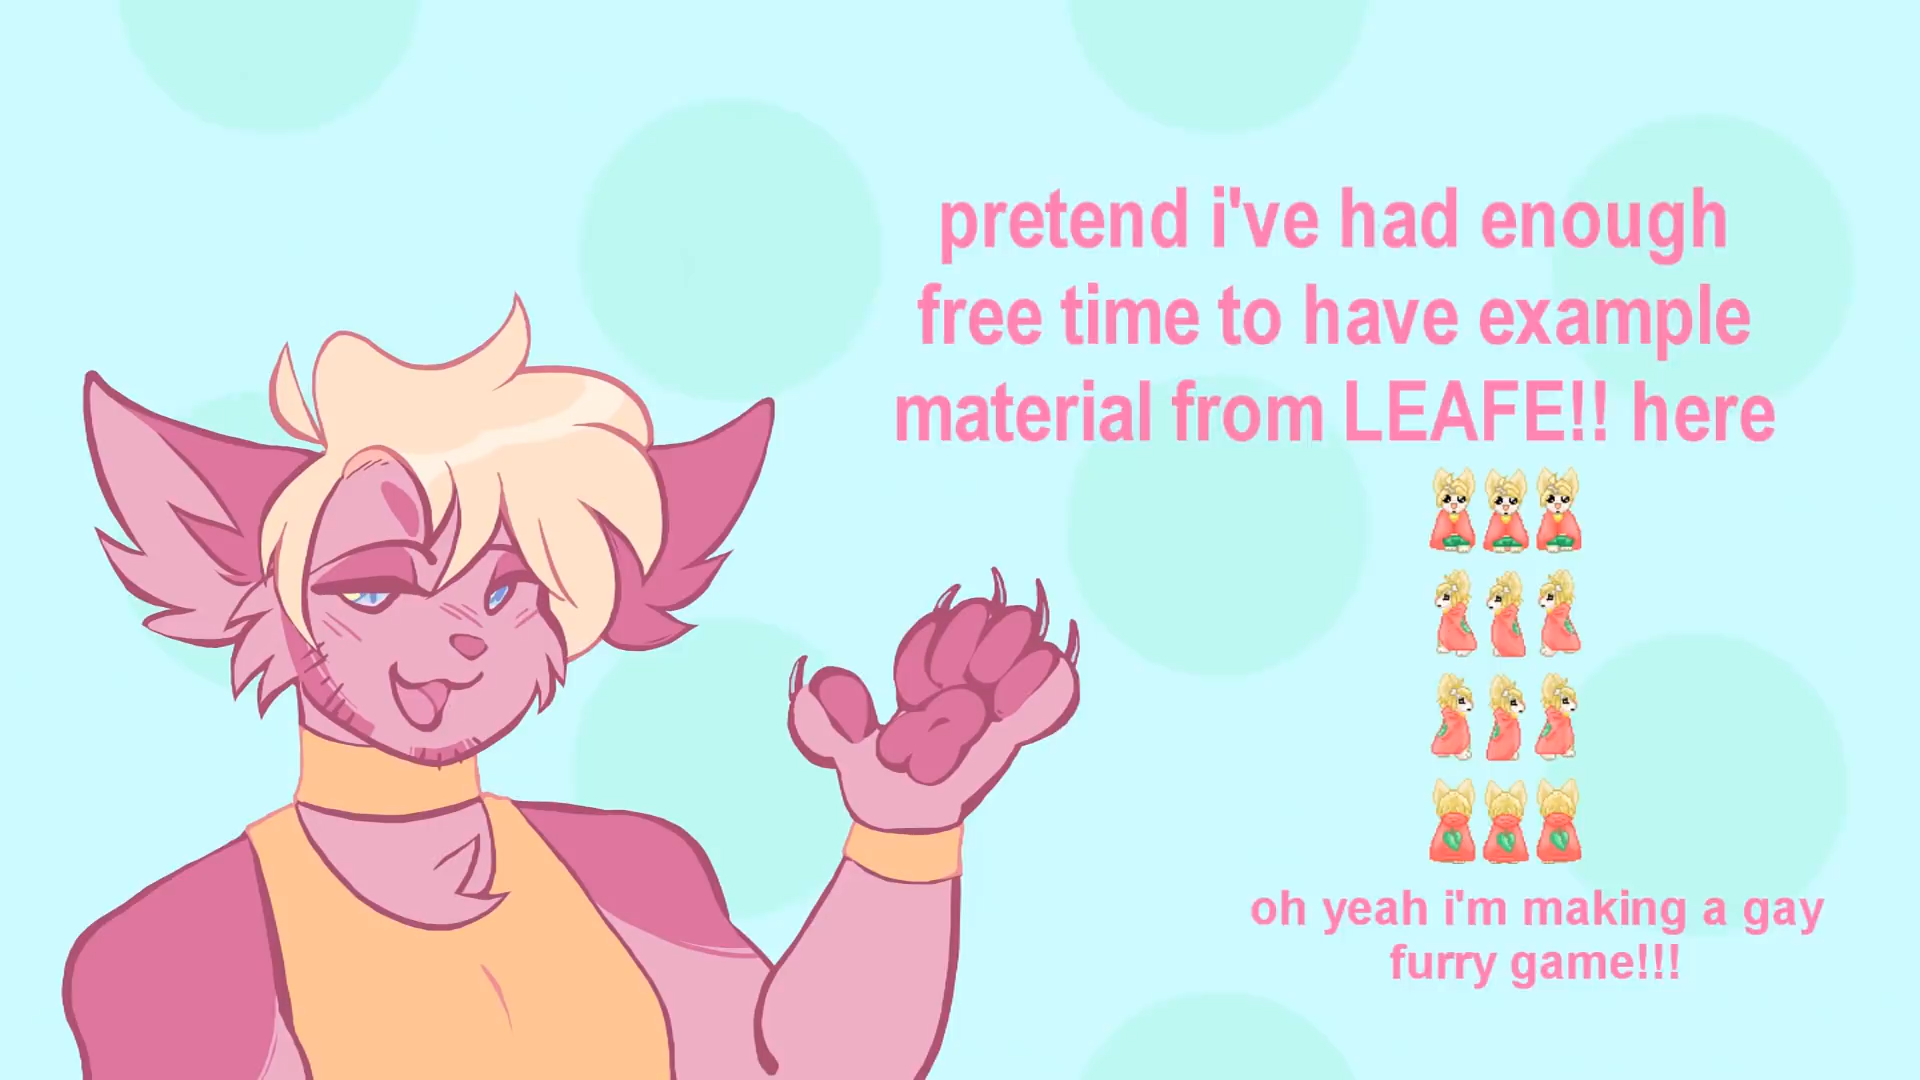 pretend i've had enough
free time to have example
material from LEAFE!! here
oh yeah i'm making a gay
furry game!!!